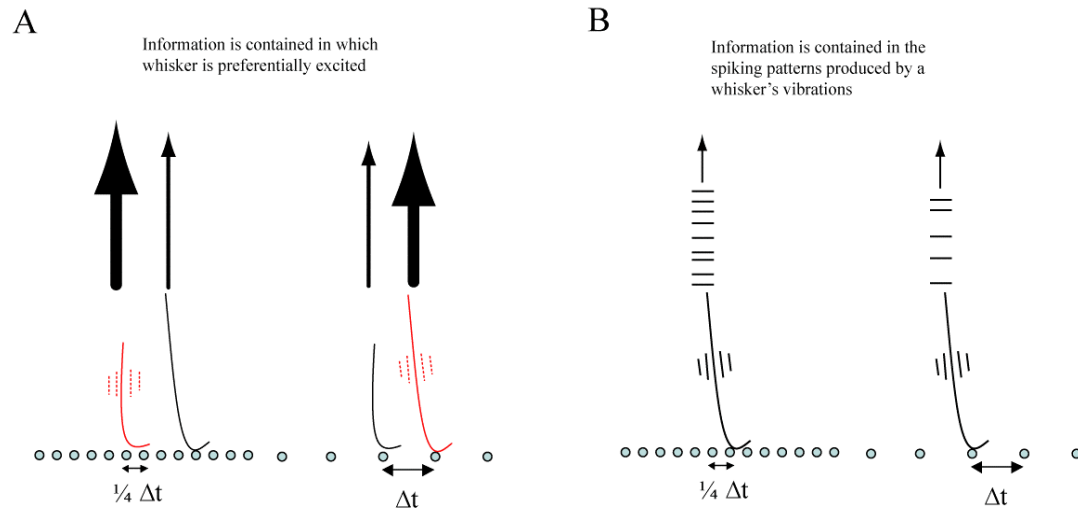 A
Information is contained in which
whisker is preferentially excited
¼ Δt
Δt
B
Information is contained in the
spiking patterns produced by a
whisker’s vibrations
¼ Δt
Δt